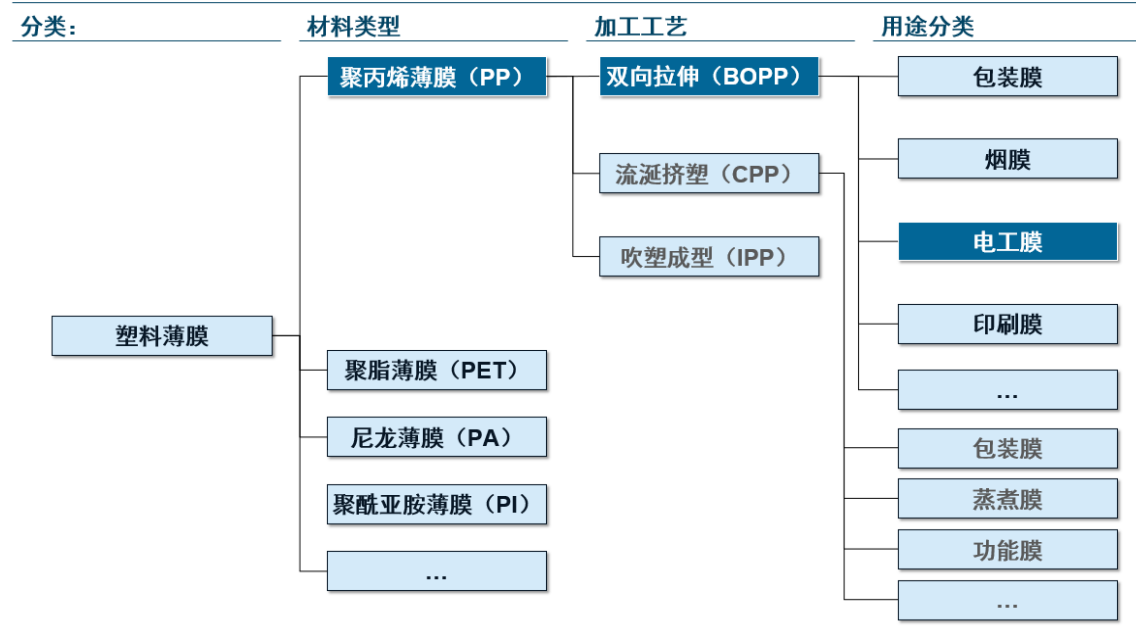 分类：
材料类型
加工工艺
用途分类
聚丙烯薄膜（PP）
双向拉伸（BOPP）
包装膜
流涎挤塑（CPP）
烟膜
吹塑成型（IPP）
电工膜
塑料薄膜
印刷膜
聚脂薄膜（PET）
...
尼龙薄膜（PA）
包装膜
聚酰亚胺薄膜（PI）
蒸煮膜
...
功能膜
...